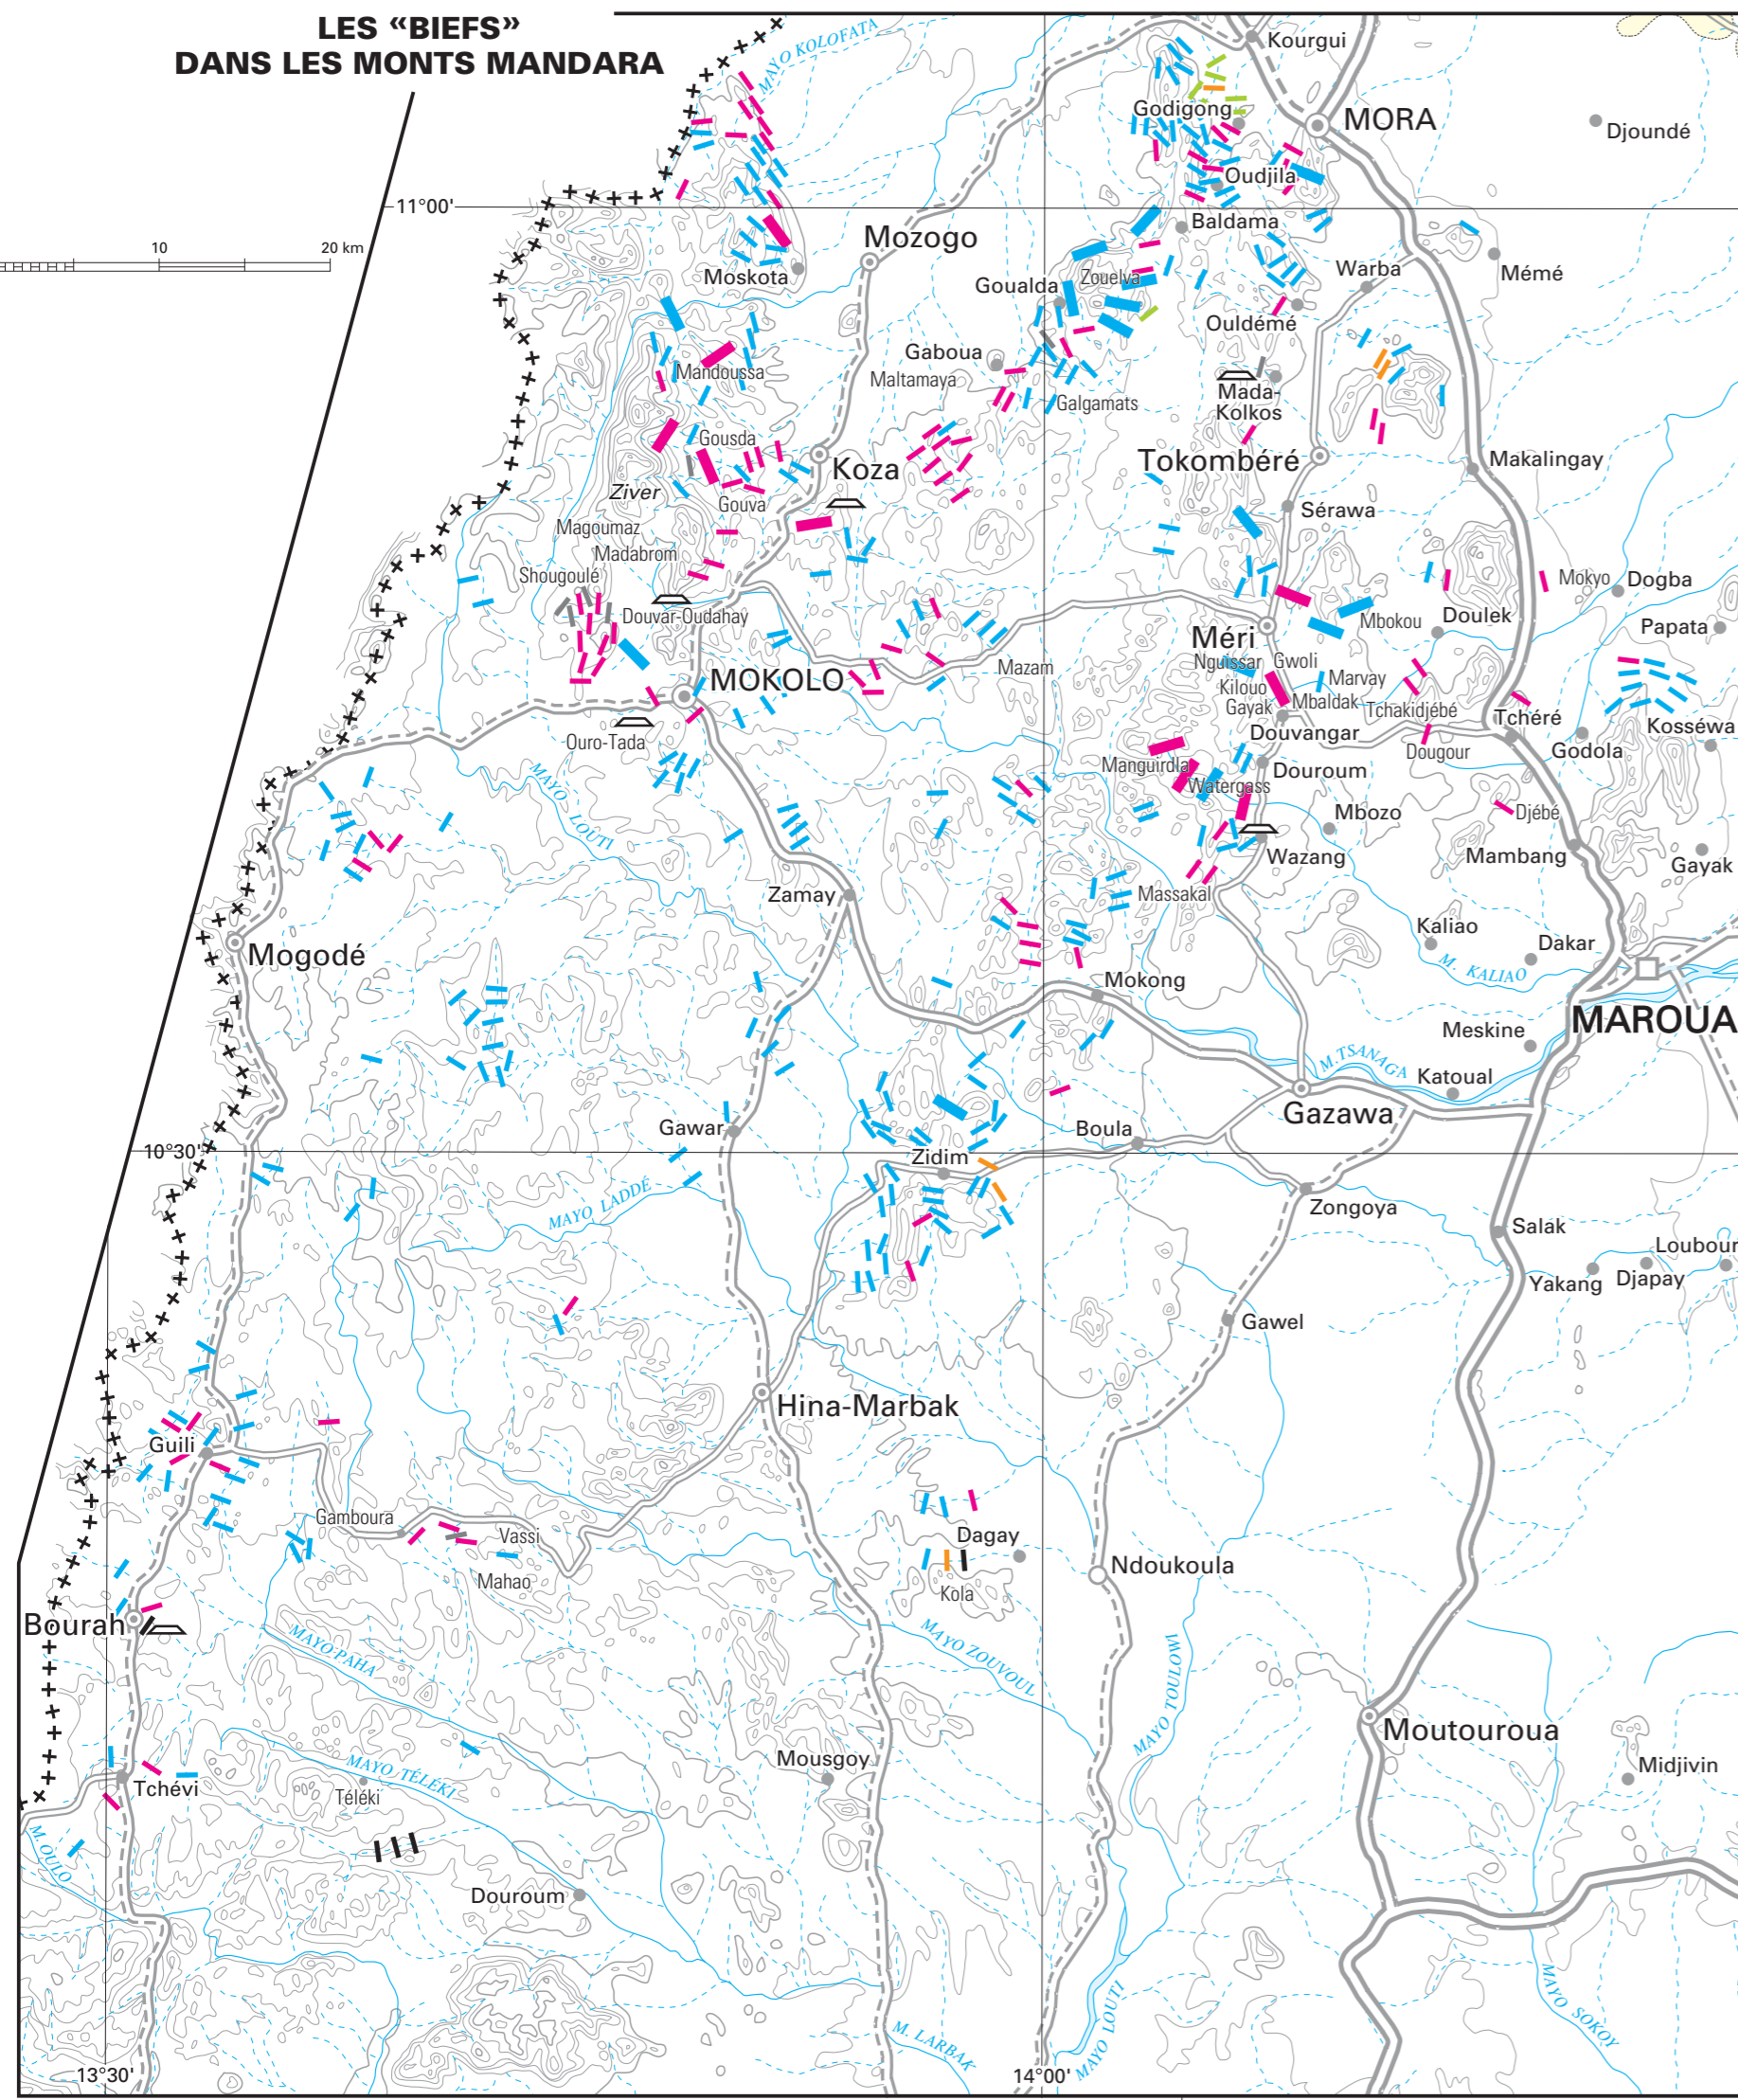 LES «BIEFS»
DANS LES MONTS MANDARA
MAYO KOLOFATA
Kourgui
Godigong
MORA
Djoundé
Oudjila
11°00'
Baldama
10
20 km
Mozogo
Moskota
Zouelva
Goualda
Warba
Mémé
Ouldémé
Mandoussa
Gaboua
Maltamaya
Galgamats
Mada-
Kolkos
Gousda
Koza
Tokombéré
Makalingay
Ziver
Gouva
Sérawa
Magoumaz
Madabrom
Shougoulé
Mokyo
Dogba
Douvar-Oudahay
Mbokou
Doulek
Papata
Méri
Mazam
MOKOLO
Nguissar
Gwoli
Kilouo
Marvay
Gayak
Mbaldak
Tchakidjébé
Tchéré
Kosséwa
Douvangar
Ouro-Tada
Dougour
Godola
Manguirdla
Douroum
Watergass
MAYO LOUTI
Mbozo
Djébé
Wazang
Mambang
Gayak
Zamay
Massakal
Kaliao
Dakar
Mogodé
M. KALIAO
Mokong
MAROUA
Meskine
M.TSANAGA
Katoual
Gazawa
Gawar
Boula
10°30'
Zidim
MAYO LADDÉ
Zongoya
Salak
Loubour
Yakang
Djapay
Gawel
Hina-Marbak
Guili
Gamboura
Vassi
Dagay
Mahao
Ndoukoula
Kola
Bourah
MAYO PAHA
MAYO ZOUVOUL
MAYO TOULOM
Moutouroua
Mousgoy
Midjivin
MAYO TÉLÉKI
Tchévi
Téléki
M. OULO
Douroum
MAYO SOKOY
M. LARBAK
MAYO LOUTI
13°30'
14°00'